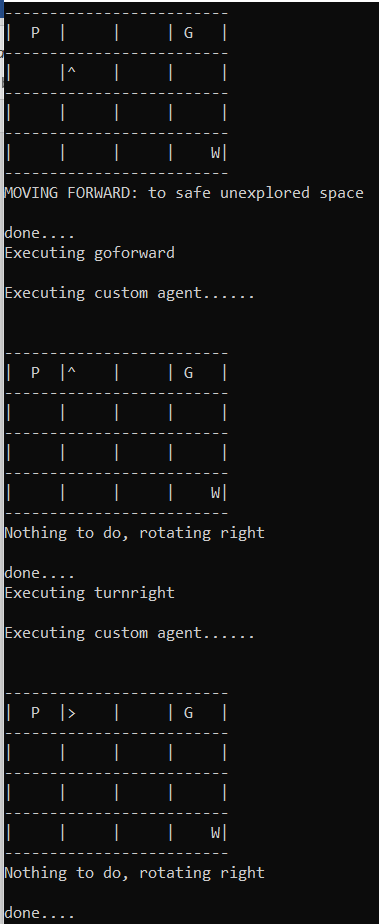 -------------------------
|  P  |     |     | G   |
-------------------------
|     |^    |     |     |
-------------------------
|     |     |     |     |
-------------------------
|     |     |     |    W|
-------------------------
MOVING FORWARD: to safe unexplored space
done....
Executing goforward
Executing custom agent......
-------------------------
|  P  |^    |     | G   |
-------------------------
|     |     |     |     |
-------------------------
|     |     |     |     |
-------------------------
|     |     |     |    W|
-------------------------
Nothing to do, rotating right
done....
Executing turnright
Executing custom agent......
-------------------------
|  P  |>    |     | G   |
-------------------------
|     |     |     |     |
-------------------------
|     |     |     |     |
-------------------------
|     |     |     |    W|
-------------------------
Nothing to do, rotating right
done....